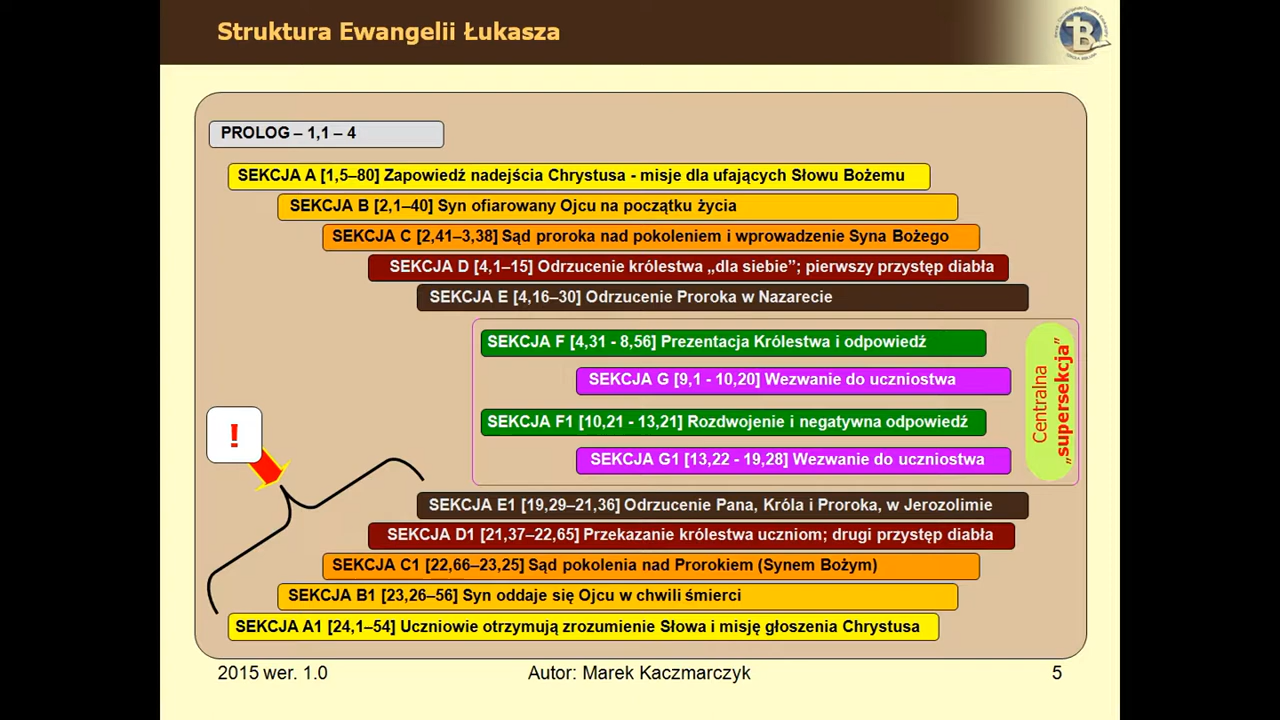 Struktura Ewangelii Łukasza
PROLOG – 1,1 – 4
SEKCJA A [1,5–80] Zapowiedź nadejścia Chrystusa - misje dla ufających Słowu Bożemu
SEKCJA B [2,1–40] Syn ofiarowany Ojcu na początku życia
SEKCJA C [2,41–3,38] Sąd proroka nad pokoleniem i wprowadzenie Syna Bożego
SEKCJA D [4,1–15] Odrzucenie królestwa „dla siebie”; pierwszy przystęp diabła
SEKCJA E [4,16–30] Odrzucenie Proroka w Nazarecie
SEKCJA F [4,31 - 8,56] Prezentacja Królestwa i odpowiedź
SEKCJA G [9,1 - 10,20] Wezwanie do uczniostwa
SEKCJA F1 [10,21 - 13,21] Rozdwojenie i negatywna odpowiedź
SEKCJA G1 [13,22 - 19,28] Wezwanie do uczniostwa
Centralna
„supersekcja”
!
SEKCJA E1 [19,29–21,36] Odrzucenie Pana, Króla i Proroka, w Jerozolimie
SEKCJA D1 [21,37–22,65] Przekazanie królestwa uczniom; drugi przystęp diabła
SEKCJA C1 [22,66–23,25] Sąd pokolenia nad Prorokiem (Synem Bożym)
SEKCJA B1 [23,26–56] Syn oddaje się Ojcu w chwili śmierci
SEKCJA A1 [24,1–54] Uczniowie otrzymują zrozumienie Słowa i misję głoszenia Chrystusa
2015 wer. 1.0
Autor: Marek Kaczmarczyk
5